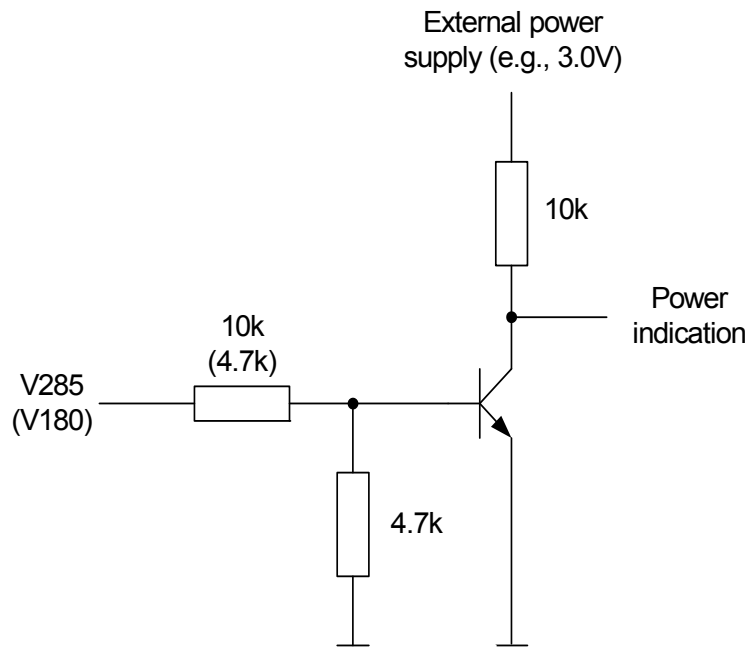 External power
supply (e.g., 3.0V)
10k
Power
indication
10k
(4.7k)
V285
(V180)
4.7k